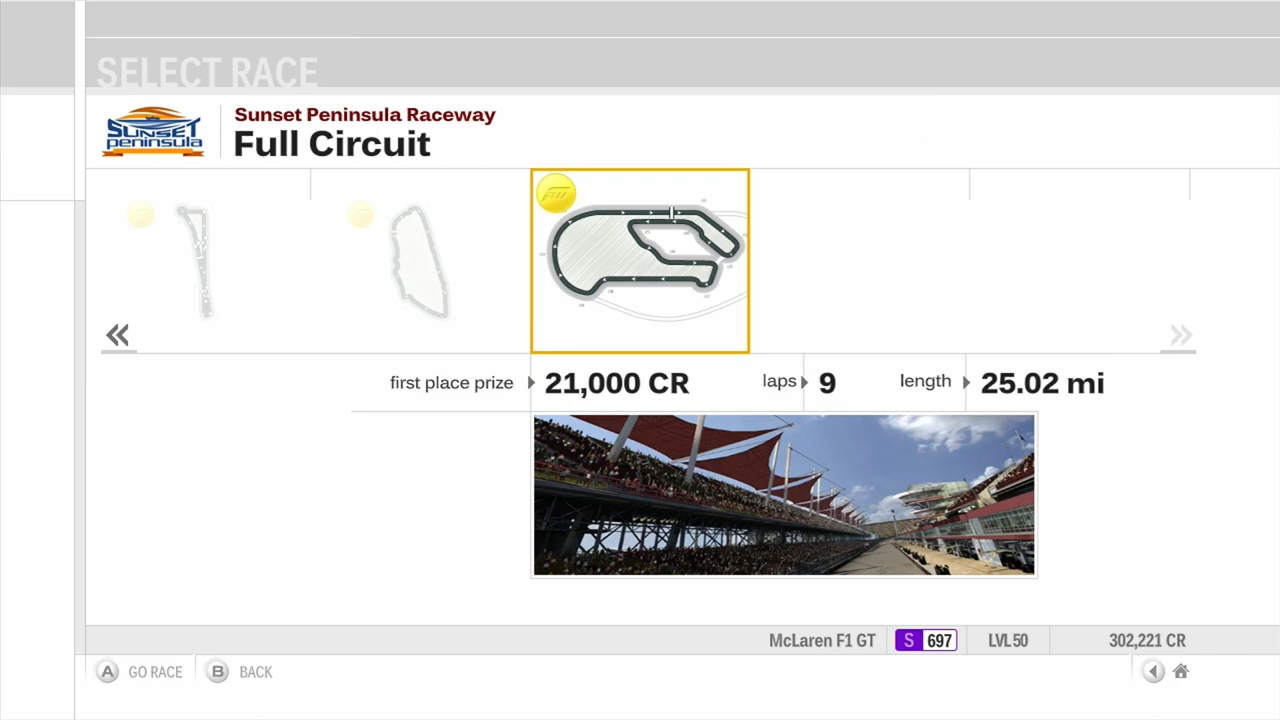 SELECT RACE
SUNSET
peninsula
Sunset Peninsula Raceway
Full Circuit
first place prize
21,000 CR
laps
9
length
25.02 mi
McLaren F1 GT
S 697
LVL50
302,221 CR
A GO RACE
B BACK